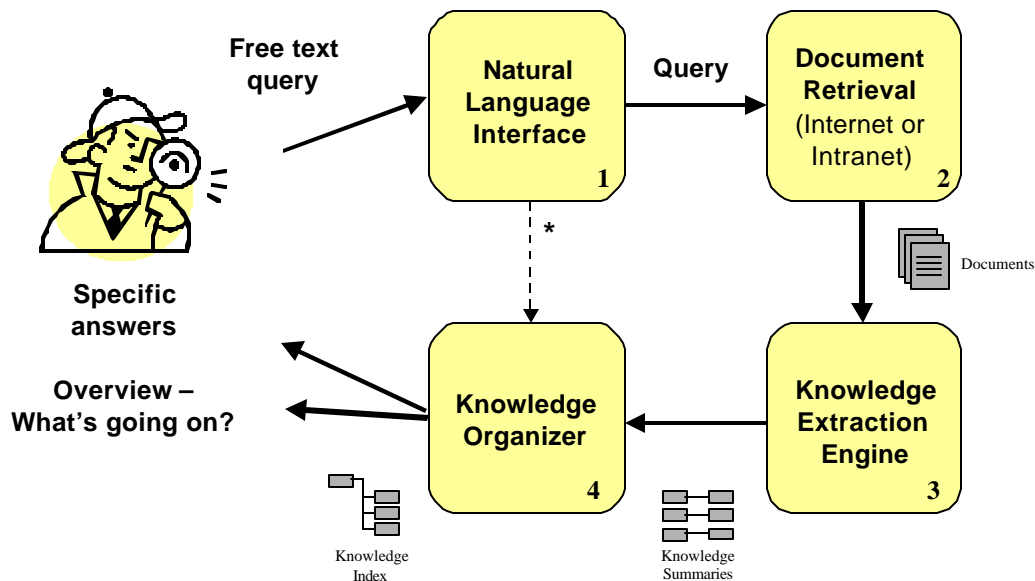 Free text
query
Natural
Language
Interface
1
Query
Document
Retrieval
(Internet or
Intranet)
2
*
Documents
Specific
answers
Overview –
What's going on?
Knowledge
Organizer
4
Knowledge
Extraction
Engine
3
Knowledge
Index
Knowledge
Summaries